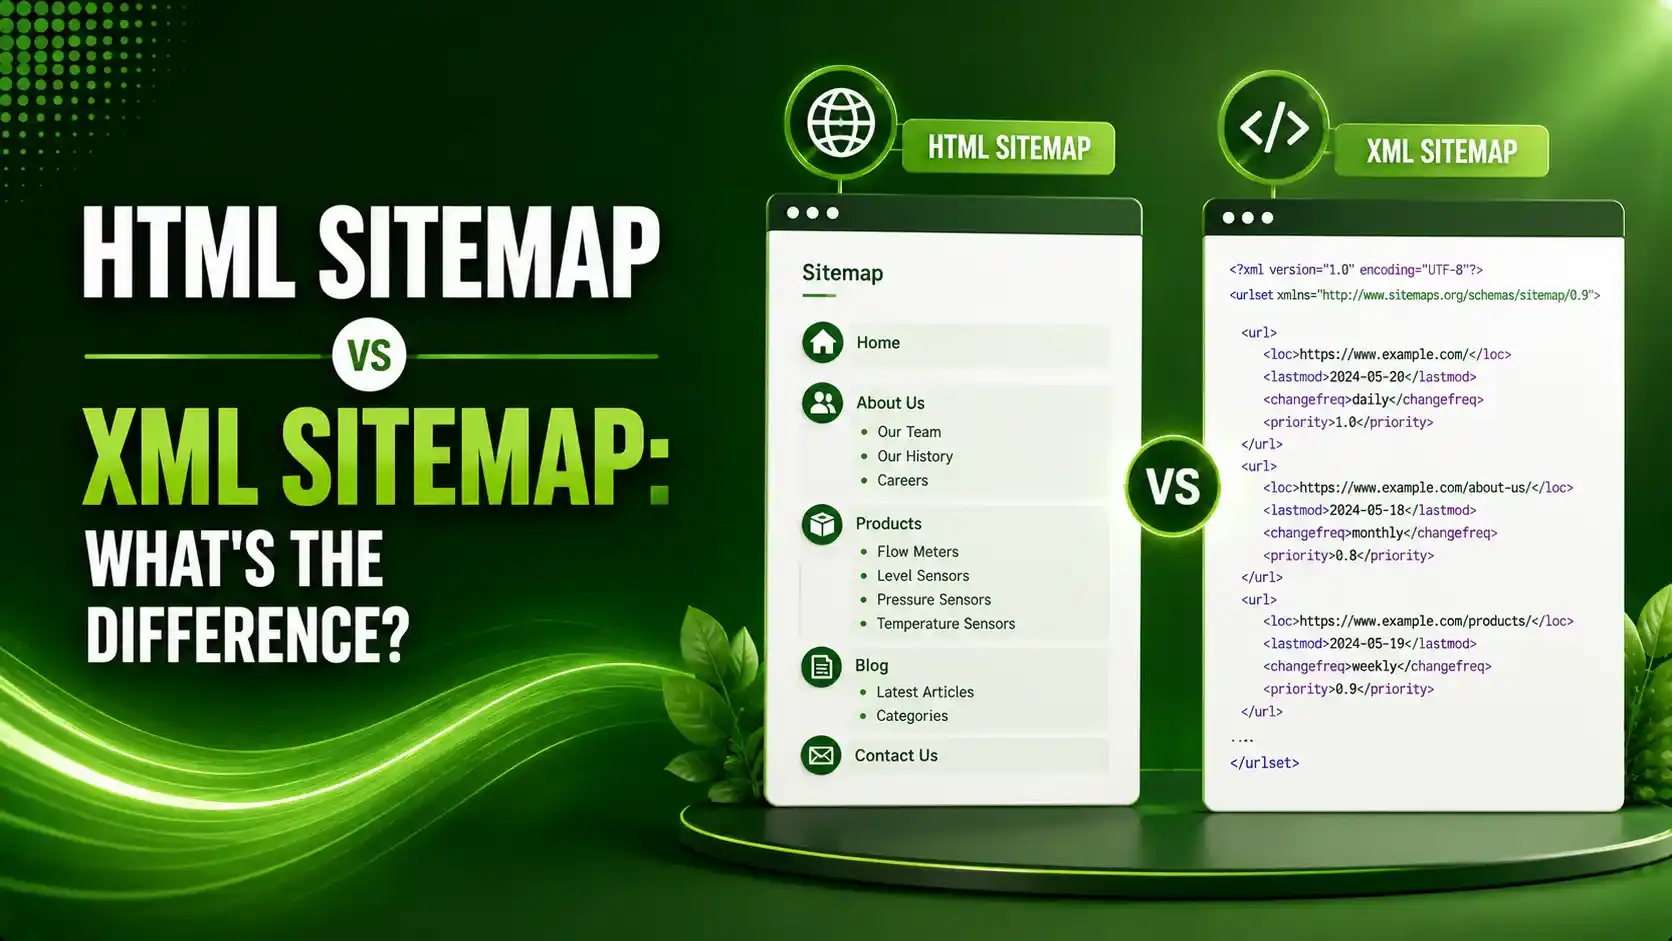 HTML SITEMAP
VS
XML SITEMAP:
WHAT'S THE
DIFFERENCE?
HTML SITEMAP
Sitemap
Home
About Us
• Our Team
• Our History
• Careers
Products
• Flow Meters
• Level Sensors
• Pressure Sensors
• Temperature Sensors
Blog
• Latest Articles
• Categories
Contact Us
VS
</>
XML SITEMAP
<?xml version="1.0" encoding="UTF-8"?>
<urlset xmlns="http://www.sitemaps.org/schemas/sitemap/0.9">
<url>
<loc>https://www.example.com/</loc>
<lastmod>2024-05-20</lastmod>
<changefreq>daily</changefreq>
<priority>1.0</priority>
</url>
<url>
<loc>https://www.example.com/about-us/</loc>
<lastmod>2024-05-18</lastmod>
<changefreq>monthly</changefreq>
<priority>0.8</priority>
</url>
<url>
<loc>https://www.example.com/products/</loc>
<lastmod>2024-05-19</lastmod>
<changefreq>weekly</changefreq>
<priority>0.9</priority>
</url>
....
</urlset>